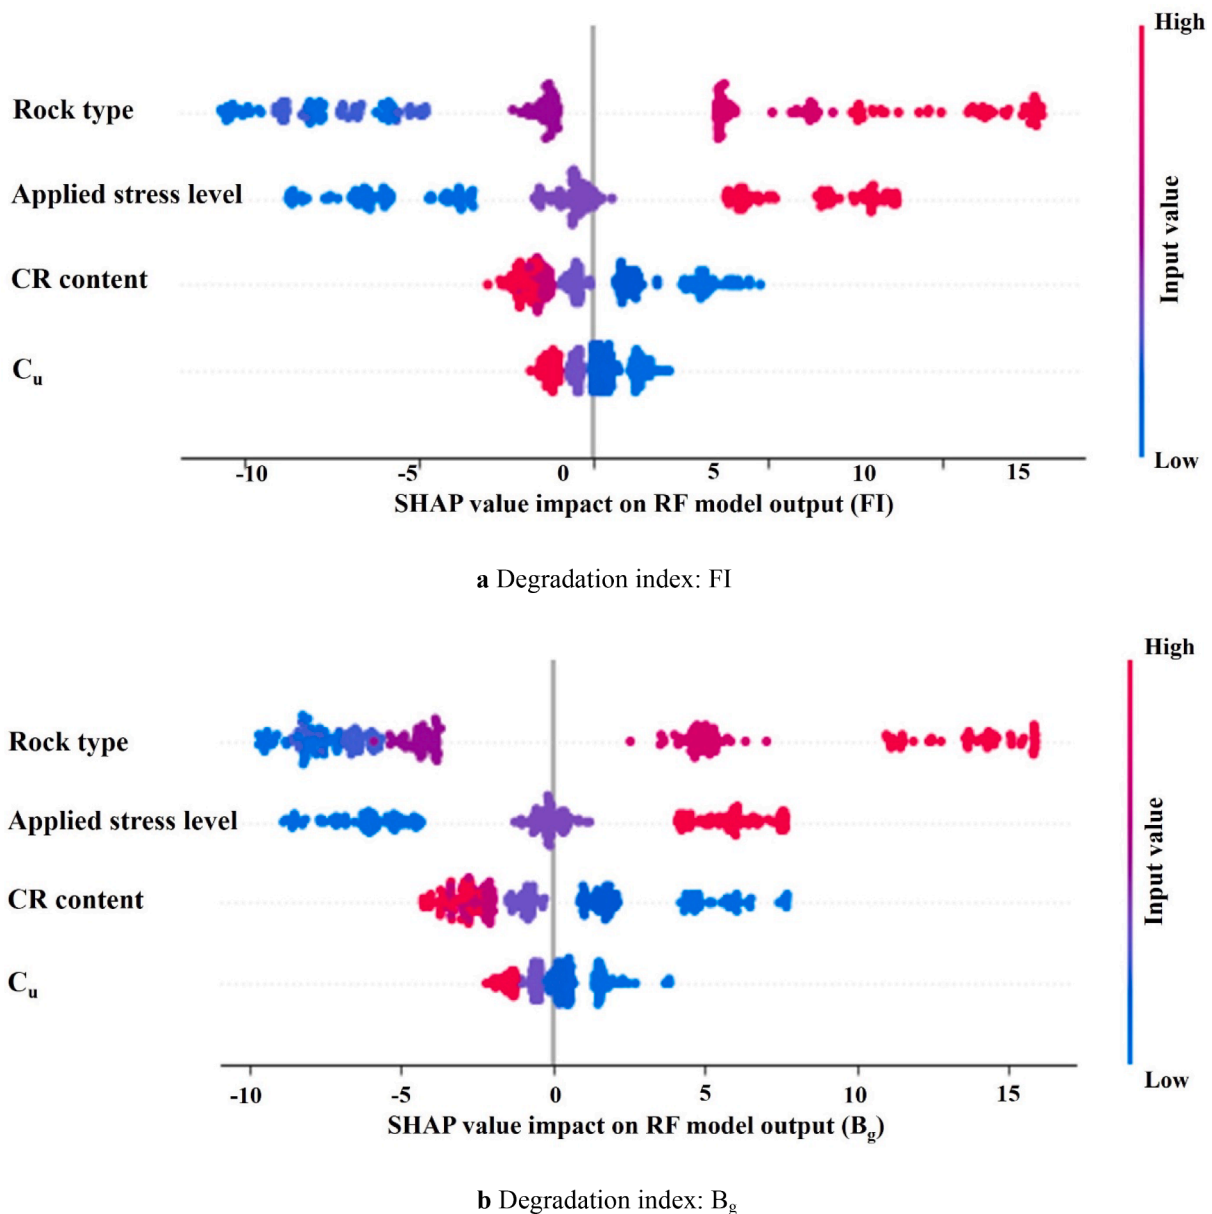 High
Rock type
Applied stress level
CR content
Cu
Input value
Low
-10 -5 0 5 10 15
SHAP value impact on RF model output (FI)
a Degradation index: FI
High
Rock type
Applied stress level
CR content
Cu
Input value
Low
-10 -5 0 5 10 15
SHAP value impact on RF model output (Bg)
b Degradation index: Bg